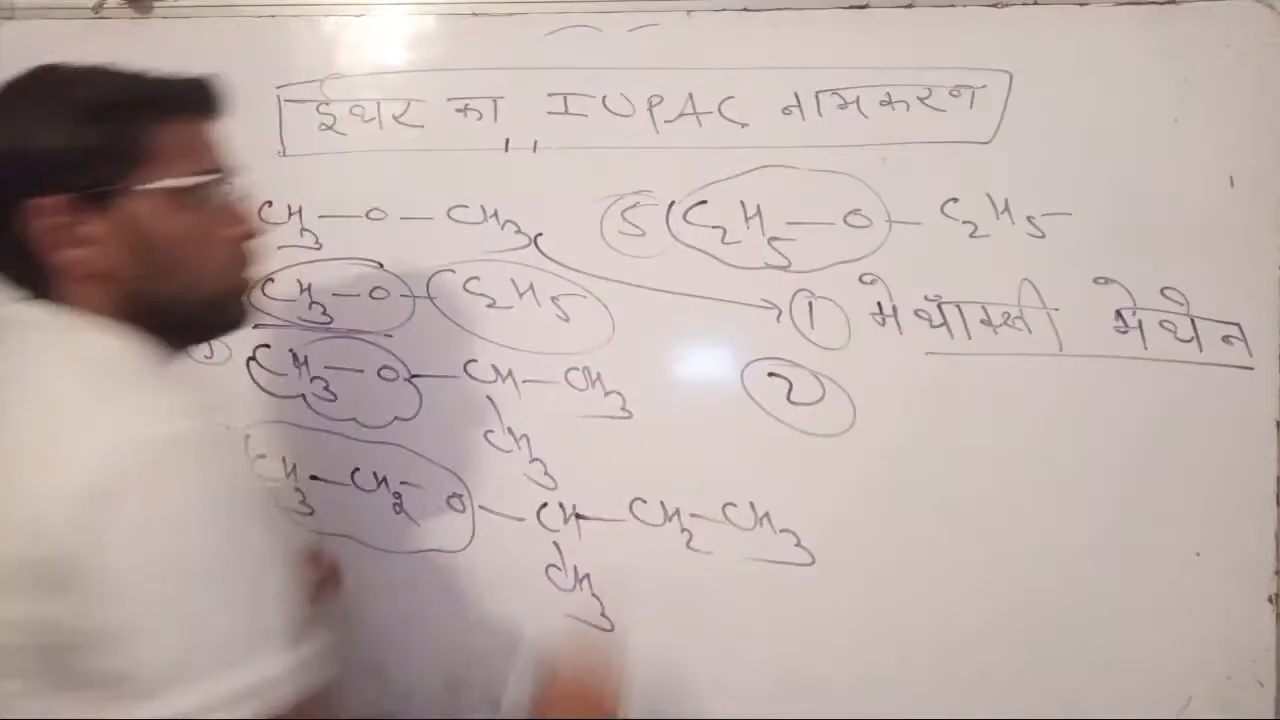 ईथर का IUPAC नामकरण
CH3—O—CH3
5 C2H5—O—C2H5
CH3—O—C2H5
1 मेथॉक्सी मेथेन
CH3—O—CH—CH3
CH3
2
CH3—CH2—O—CH—CH2—CH3
CH3